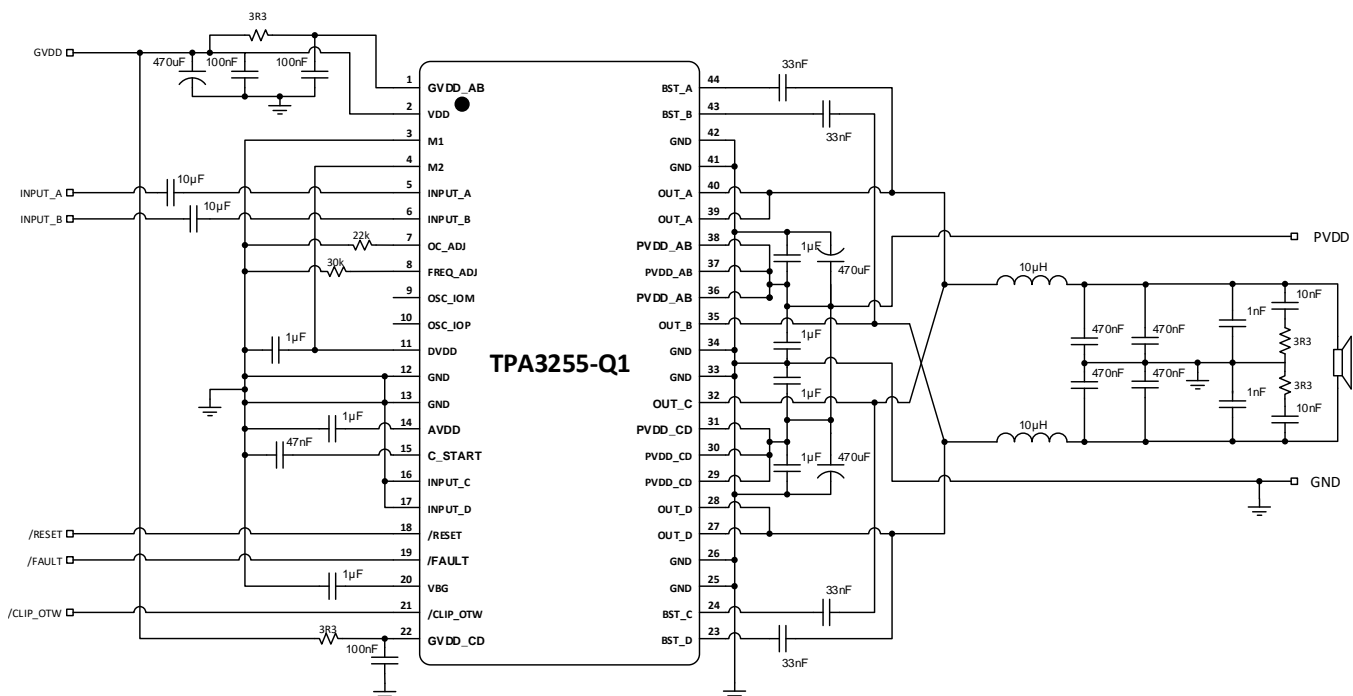 3R3
GVDD
470uF
100nF
100nF
1
GVDD_AB
2
VDD
3
M1
4
M2
INPUT_A
10µF
5
INPUT_A
INPUT_B
10µF
6
INPUT_B
22k
7
OC_ADJ
30k
8
FREQ_ADJ
9
OSC_IOM
10
OSC_IOP
1µF
11
DVDD
12
GND
13
GND
1µF
14
AVDD
47nF
15
C_START
16
INPUT_C
17
INPUT_D
/RESET
18
/RESET
/FAULT
19
/FAULT
1µF
20
VBG
/CLIP_OTW
21
/CLIP_OTW
3R3
22
GVDD_CD
100nF
TPA3255-Q1
44
BST_A
33nF
43
BST_B
33nF
42
GND
41
GND
40
OUT_A
39
OUT_A
38
PVDD_AB
37
PVDD_AB
36
PVDD_AB
35
OUT_B
34
GND
33
GND
32
OUT_C
31
PVDD_CD
30
PVDD_CD
29
PVDD_CD
28
OUT_D
27
OUT_D
26
GND
25
GND
24
BST_C
33nF
23
BST_D
33nF
1µF
470uF
1µF
1µF
1µF
470uF
PVDD
10µH
10nF
1nF
470nF
470nF
3R3
470nF
470nF
3R3
1nF
10nF
10µH
GND